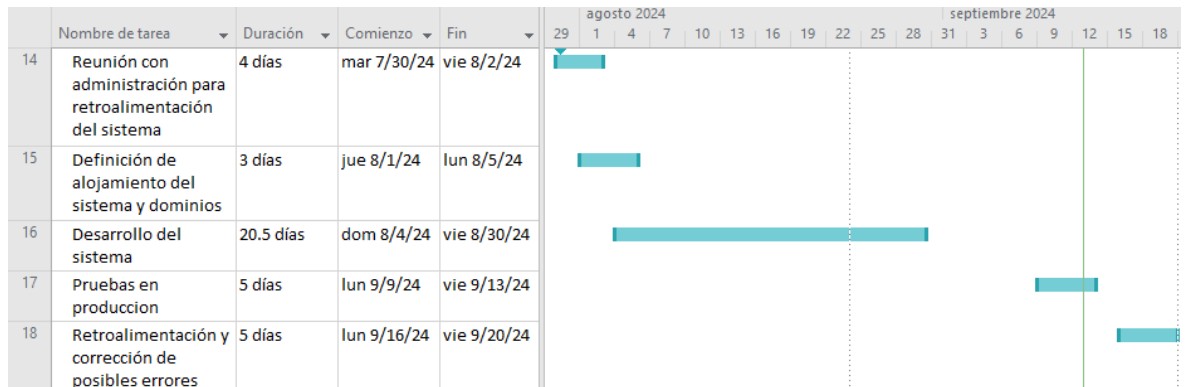 agosto 2024 septiembre 2024
Nombre de tarea Duración Comienzo Fin 29 1 4 7 10 13 16 19 22 25 28 31 3 6 9 12 15 18
14 Reunión con 4 días mar 7/30/24 vie 8/2/24
administración para
retroalimentación
del sistema
15 Definición de 3 días jue 8/1/24 lun 8/5/24
alojamiento del
sistema y dominios
16 Desarrollo del 20.5 días dom 8/4/24 vie 8/30/24
sistema
17 Pruebas en 5 días lun 9/9/24 vie 9/13/24
produccion
18 Retroalimentación y 5 días lun 9/16/24 vie 9/20/24
corrección de
posibles errores